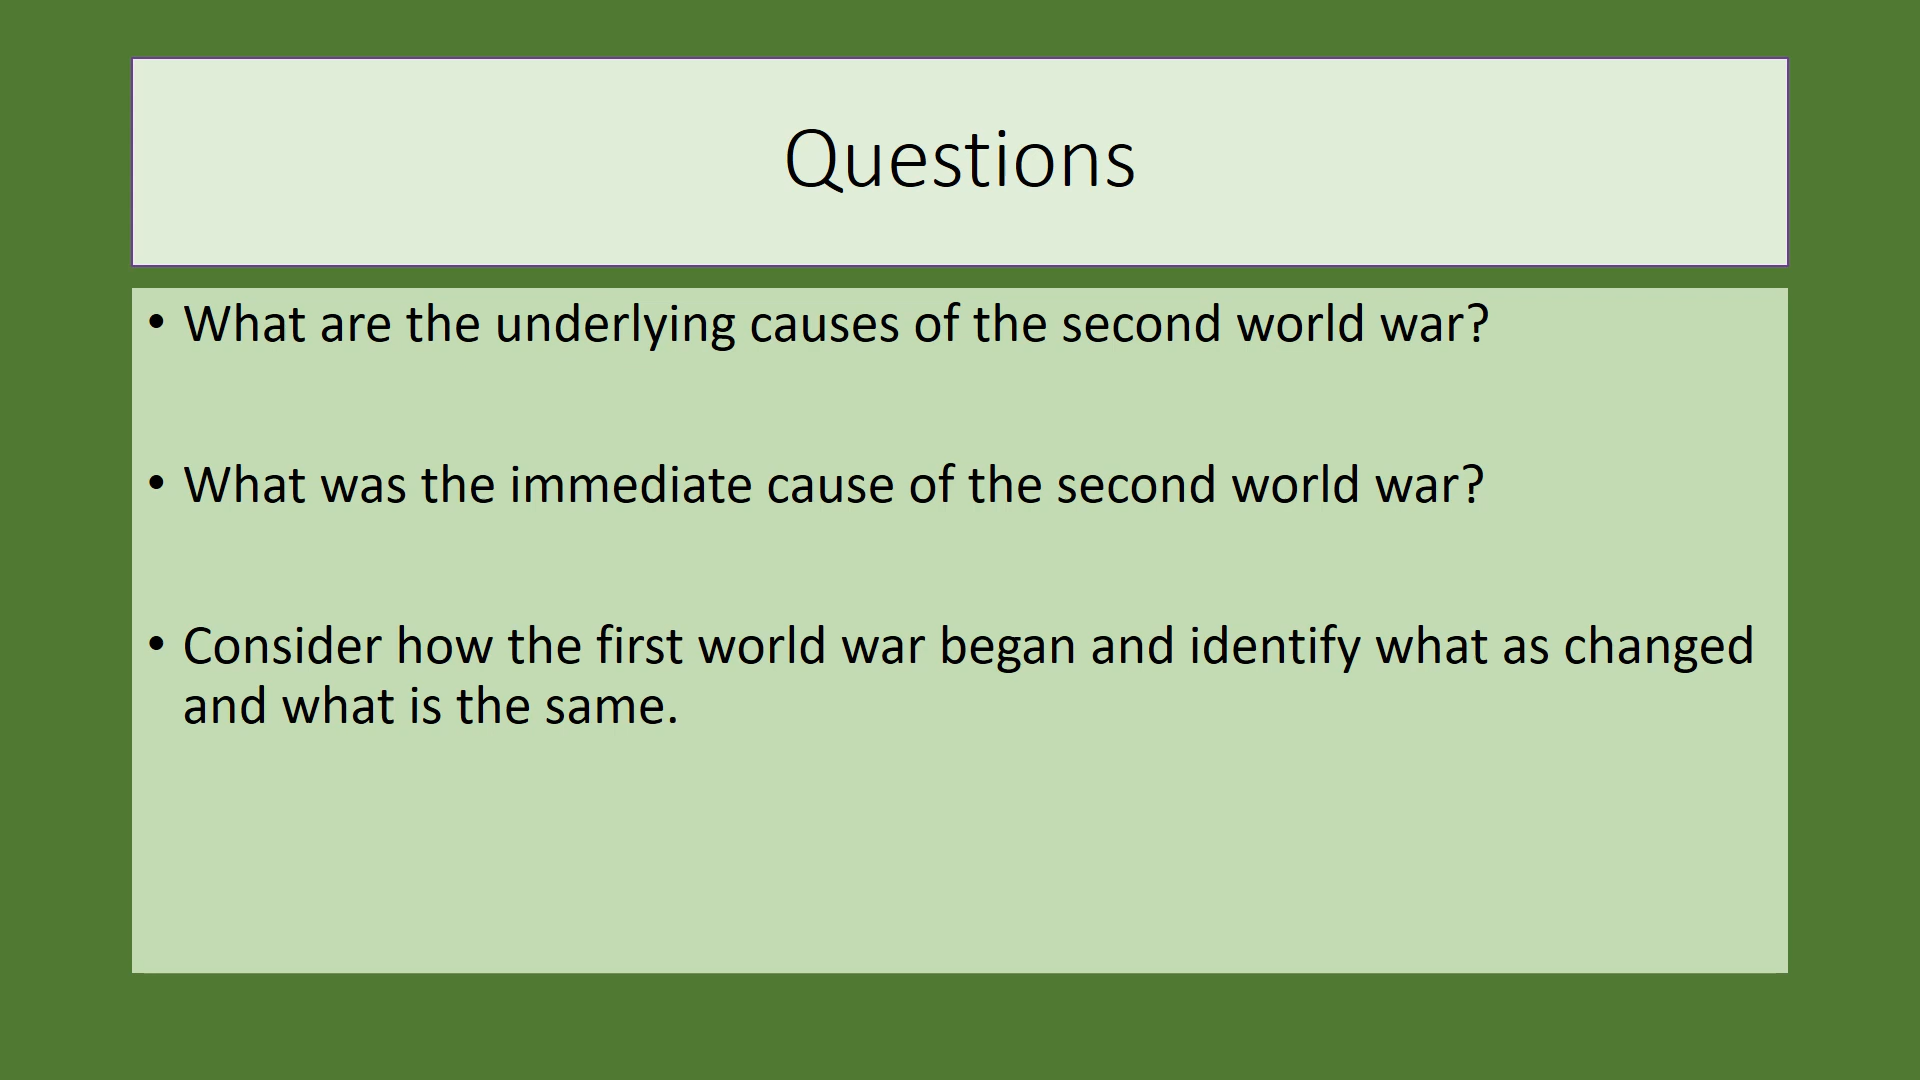 Questions
• What are the underlying causes of the second world war?
• What was the immediate cause of the second world war?
• Consider how the first world war began and identify what as changed
and what is the same.